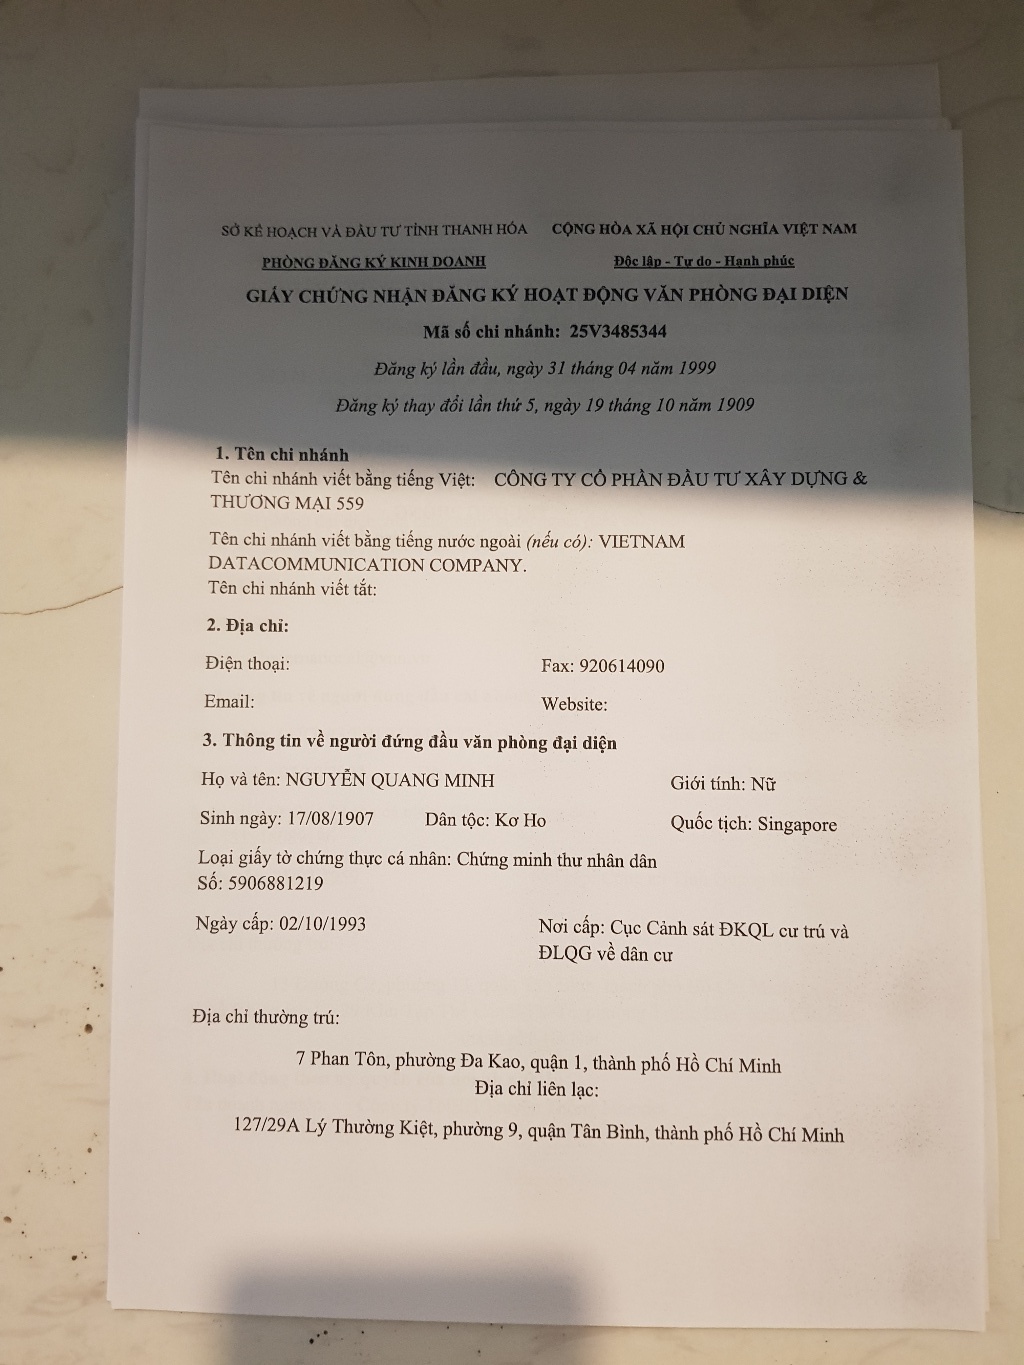 SỞ KẾ HOẠCH VÀ ĐẦU TƯ TỈNH THANH HÓA CỘNG HÒA XÃ HỘI CHỦ NGHĨA VIỆT NAM
PHÒNG ĐĂNG KÝ KINH DOANH Độc lập - Tự do - Hạnh phúc
GIẤY CHỨNG NHẬN ĐĂNG KÝ HOẠT ĐỘNG VĂN PHÒNG ĐẠI DIỆN
Mã số chi nhánh: 25V3485344
Đăng ký lần đầu, ngày 31 tháng 04 năm 1999
Đăng ký thay đổi lần thứ 5, ngày 19 tháng 10 năm 1909
1. Tên chi nhánh
Tên chi nhánh viết bằng tiếng Việt: CÔNG TY CỔ PHẦN ĐẦU TƯ XÂY DỰNG &
THƯƠNG MẠI 559
Tên chi nhánh viết bằng tiếng nước ngoài (nếu có): VIETNAM
DATACOMMUNICATION COMPANY.
Tên chi nhánh viết tắt:
2. Địa chỉ:
Điện thoại: Fax: 920614090
Email: Website:
3. Thông tin về người đứng đầu văn phòng đại diện
Họ và tên: NGUYỄN QUANG MINH Giới tính: Nữ
Sinh ngày: 17/08/1907 Dân tộc: Kơ Ho Quốc tịch: Singapore
Loại giấy tờ chứng thực cá nhân: Chứng minh thư nhân dân
Số: 5906881219
Ngày cấp: 02/10/1993 Nơi cấp: Cục Cảnh sát ĐKQL cư trú và
ĐLQG về dân cư
Địa chỉ thường trú:
7 Phan Tôn, phường Đa Kao, quận 1, thành phố Hồ Chí Minh
Địa chỉ liên lạc:
127/29A Lý Thường Kiệt, phường 9, quận Tân Bình, thành phố Hồ Chí Minh